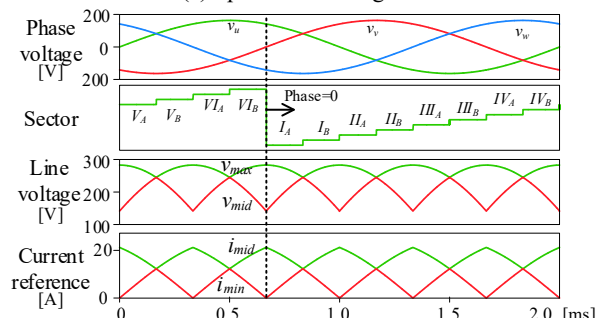 200
Phase
voltage
[V]
0
200
v_u
v_v
v_w
Sector
V_A V_B VI_A VI_B
Phase=0
I_A I_B II_A II_B III_A III_B IV_A IV_B
Line
voltage
[V]
300
200
100
v_max
v_mid
Current
reference
[A]
20
0
i_mid
i_min
0 0.5 1.0 1.5 2.0 [ms]